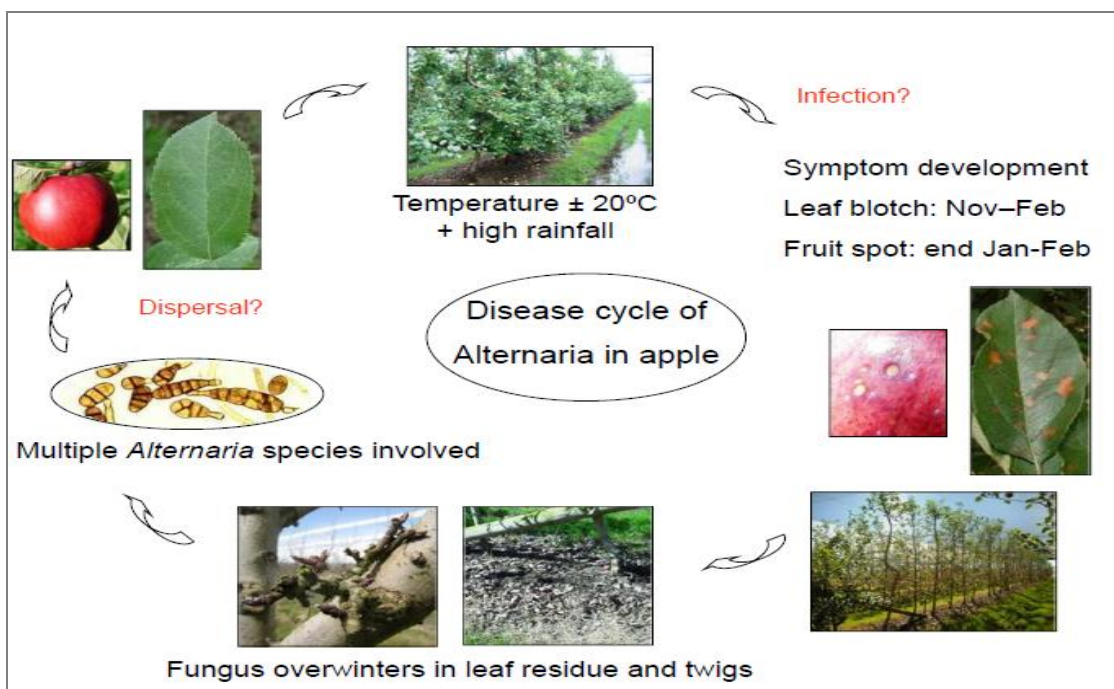 Infection?
Temperature ± 20°C
+ high rainfall
Symptom development
Leaf blotch: Nov–Feb
Fruit spot: end Jan-Feb
Dispersal?
Disease cycle of
Alternaria in apple
Multiple Alternaria species involved
Fungus overwinters in leaf residue and twigs